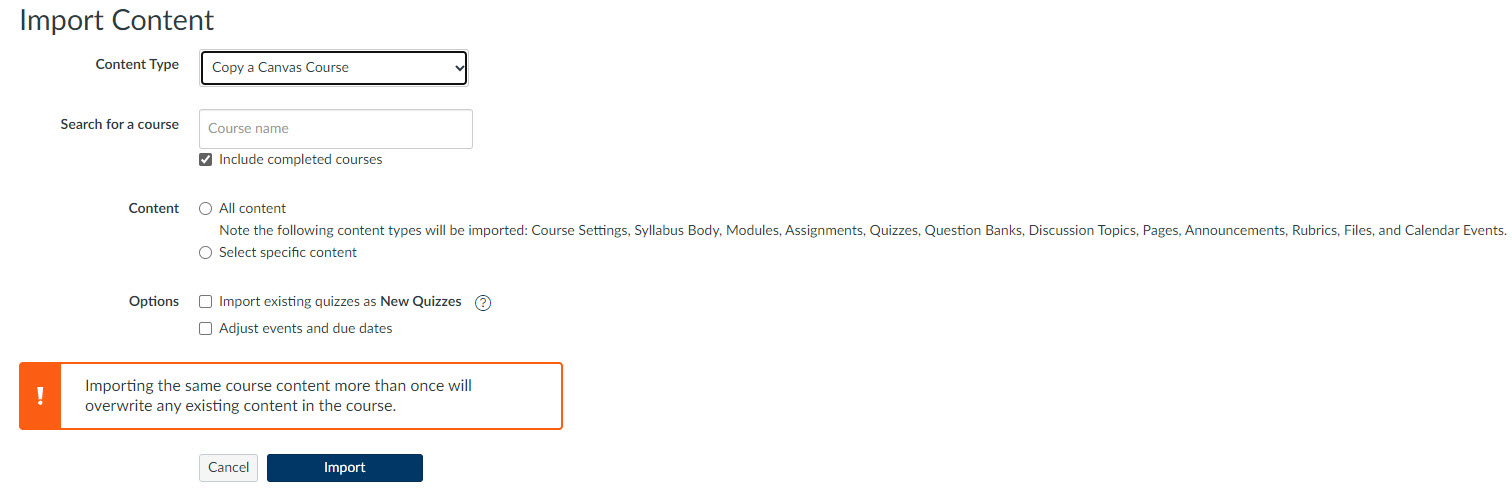 Import Content
Content Type
Copy a Canvas Course
Search for a course
Course name
Include completed courses
Content
All content
Note the following content types will be imported: Course Settings, Syllabus Body, Modules, Assignments, Quizzes, Question Banks, Discussion Topics, Pages, Announcements, Rubrics, Files, and Calendar Events.
Select specific content
Options
Import existing quizzes as New Quizzes ?
Adjust events and due dates
! Importing the same course content more than once will
overwrite any existing content in the course.
Cancel Import